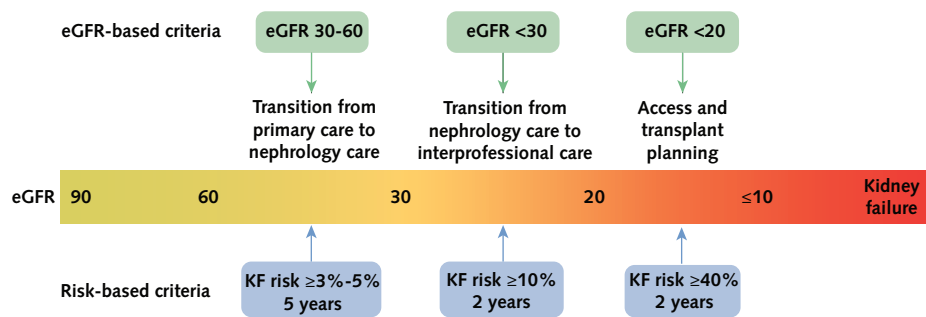 eGFR-based criteria
eGFR 30-60
eGFR <30
eGFR <20
Transition from
primary care to
nephrology care
Transition from
nephrology care to
interprofessional care
Access and
transplant
planning
eGFR
90
60
30
20
≤10
Kidney
failure
Risk-based criteria
KF risk ≥3%-5%
5 years
KF risk ≥10%
2 years
KF risk ≥40%
2 years